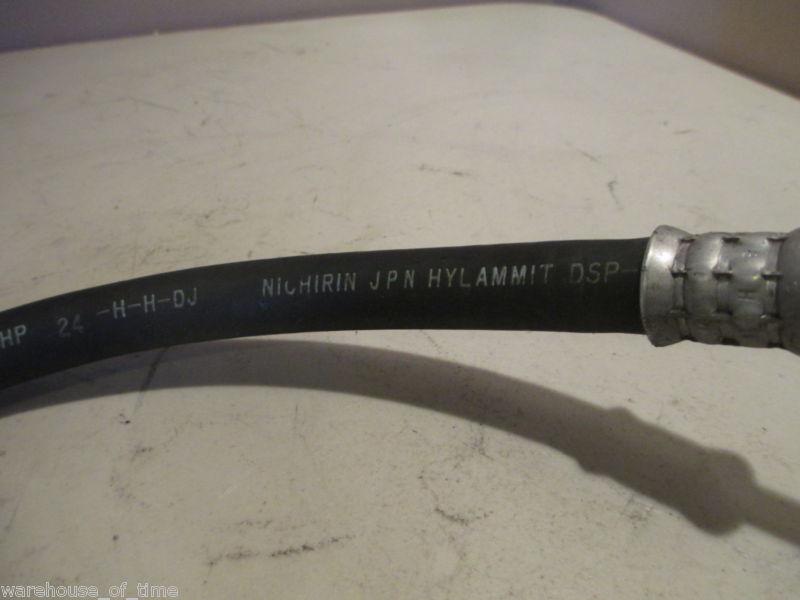 HP 24 -H-H-DJ NICHIRIN JPN HYLAMMIT DSP-
warehouse_of_time